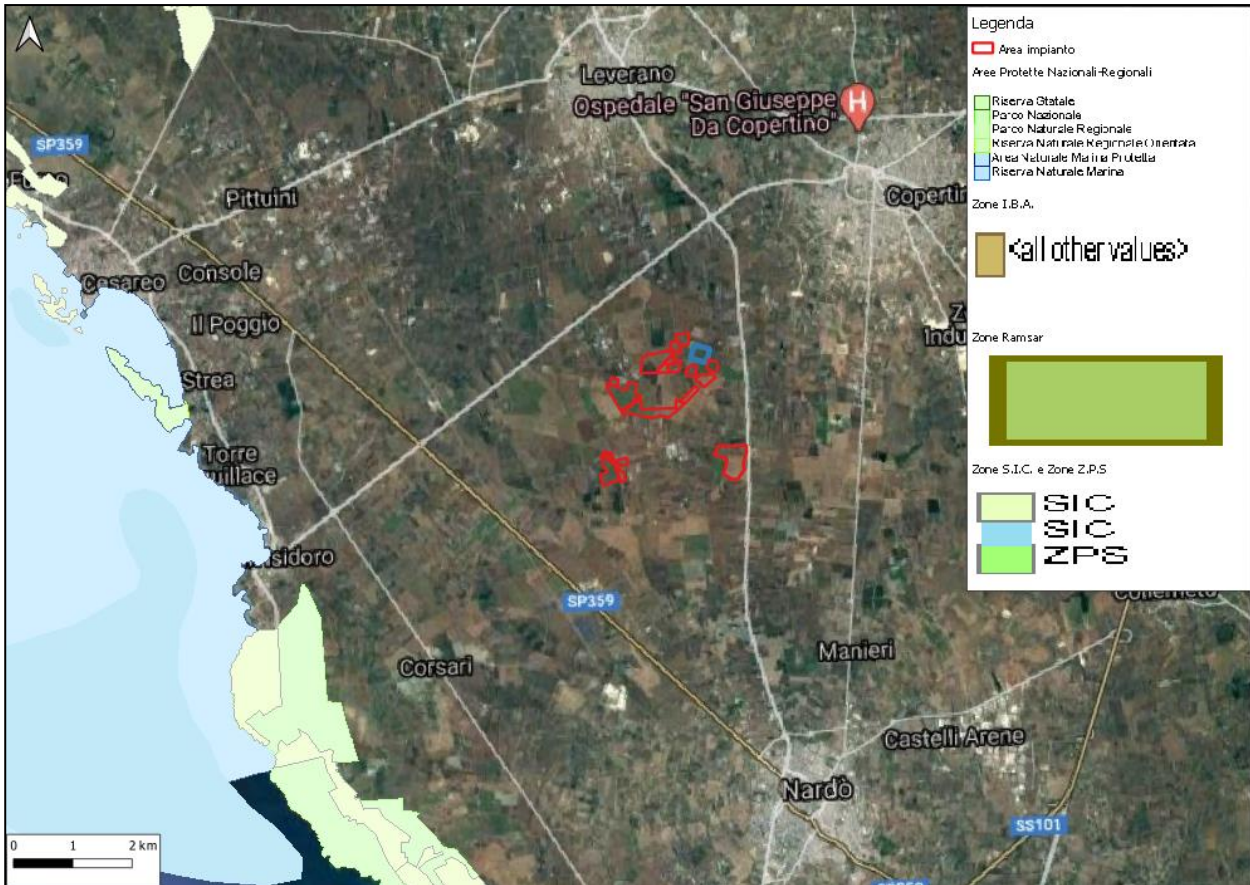 Leverano
Ospedale "San Giuseppe
Da Copertino"
H
SP359
Pittuini
Cesareo
Console
Il Poggio
Strea
Torre
SP359
Corsari
Manieri
Castelli Arene
Nardò
SS101
0 1 2 km
Legenda
Area impianto
Aree Protette Nazionali-Regionali
Riserva Statale
Parco Nazionale
Parco Naturale Regionale
Riserva Naturale Regionale Orientata
Area Naturale Marina Protetta
Riserva Naturale Marina
Zone I.B.A.
<all other values>
Zone Ramsar
Zone S.I.C. e Zone Z.P.S
SIC
SIC
ZPS